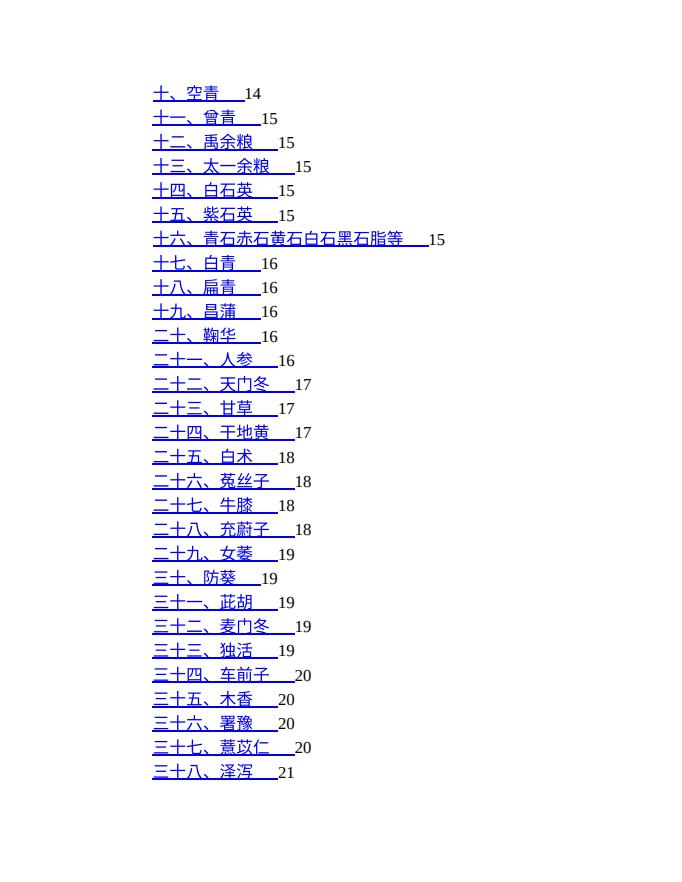 十、空青 14
十一、曾青 15
十二、禹余粮 15
十三、太一余粮 15
十四、白石英 15
十五、紫石英 15
十六、青石赤石黄石白石黑石脂等 15
十七、白青 16
十八、扁青 16
十九、昌蒲 16
二十、鞠华 16
二十一、人参 16
二十二、天门冬 17
二十三、甘草 17
二十四、干地黄 17
二十五、白术 18
二十六、菟丝子 18
二十七、牛膝 18
二十八、充蔚子 18
二十九、女萎 19
三十、防葵 19
三十一、茈胡 19
三十二、麦门冬 19
三十三、独活 19
三十四、车前子 20
三十五、木香 20
三十六、署豫 20
三十七、薏苡仁 20
三十八、泽泻 21